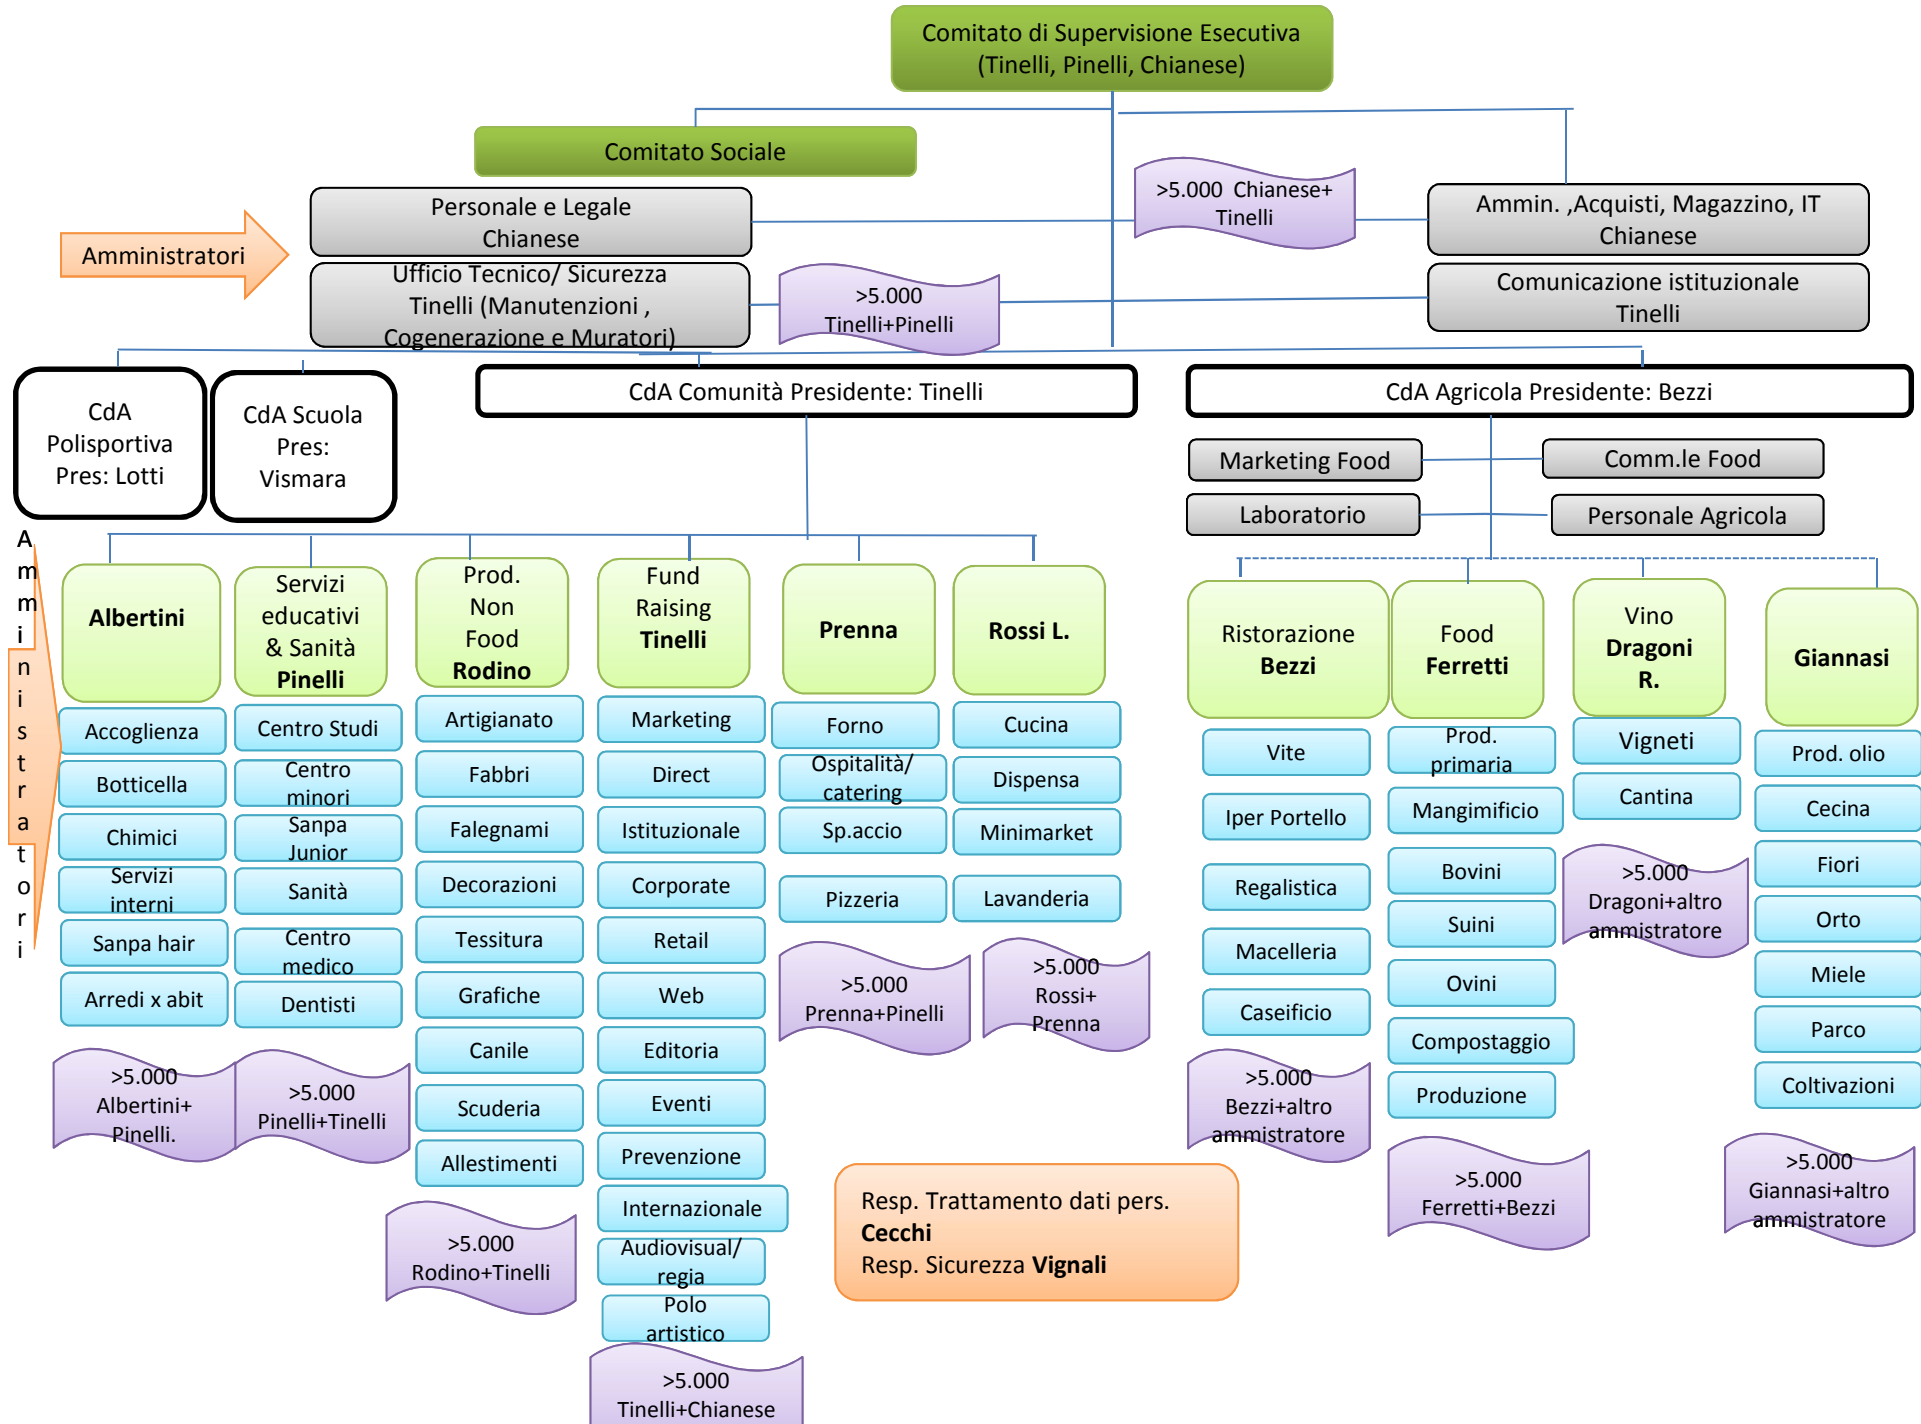 Comitato di Supervisione Esecutiva
(Tinelli, Pinelli, Chianese)
Comitato Sociale
>5.000 Chianese+
Tinelli
Personale e Legale
Chianese
Ammin. ,Acquisti, Magazzino, IT
Chianese
Amministratori
Ufficio Tecnico/ Sicurezza
Tinelli (Manutenzioni ,
Cogenerazione e Muratori)
>5.000
Tinelli+Pinelli
Comunicazione istituzionale
Tinelli
CdA
Polisportiva
Pres: Lotti
CdA Scuola
Pres:
Vismara
CdA Comunità Presidente: Tinelli
CdA Agricola Presidente: Bezzi
Marketing Food
Comm.le Food
Laboratorio
Personale Agricola
Amministratori
Albertini
Accoglienza
Botticella
Chimici
Servizi
interni
Sanpa hair
Arredi x abit
>5.000
Albertini+
Pinelli.
Servizi
educativi
& Sanità
Pinelli
Centro Studi
Centro
minori
Sanpa
Junior
Sanità
Centro
medico
Dentisti
>5.000
Pinelli+Tinelli
Prod.
Non
Food
Rodino
Artigianato
Fabbri
Falegnami
Decorazioni
Tessitura
Grafiche
Canile
Scuderia
Allestimenti
>5.000
Rodino+Tinelli
Fund
Raising
Tinelli
Marketing
Direct
Istituzionale
Corporate
Retail
Web
Editoria
Eventi
Prevenzione
Internazionale
Audiovisual/
regia
Polo
artistico
>5.000
Tinelli+Chianese
Prenna
Forno
Ospitalità/
catering
Sp.accio
Pizzeria
>5.000
Prenna+Pinelli
Rossi L.
Cucina
Dispensa
Minimarket
Lavanderia
>5.000
Rossi+
Prenna
Ristorazione
Bezzi
Vite
Iper Portello
Regalistica
Macelleria
Caseificio
>5.000
Bezzi+altro
ammistratore
Food
Ferretti
Prod.
primaria
Mangimificio
Bovini
Suini
Ovini
Compostaggio
Produzione
>5.000
Ferretti+Bezzi
Vino
Dragoni
R.
Vigneti
Cantina
>5.000
Dragoni+altro
ammistratore
Giannasi
Prod. olio
Cecina
Fiori
Orto
Miele
Parco
Coltivazioni
>5.000
Giannasi+altro
ammistratore
Resp. Trattamento dati pers.
Cecchi
Resp. Sicurezza Vignali